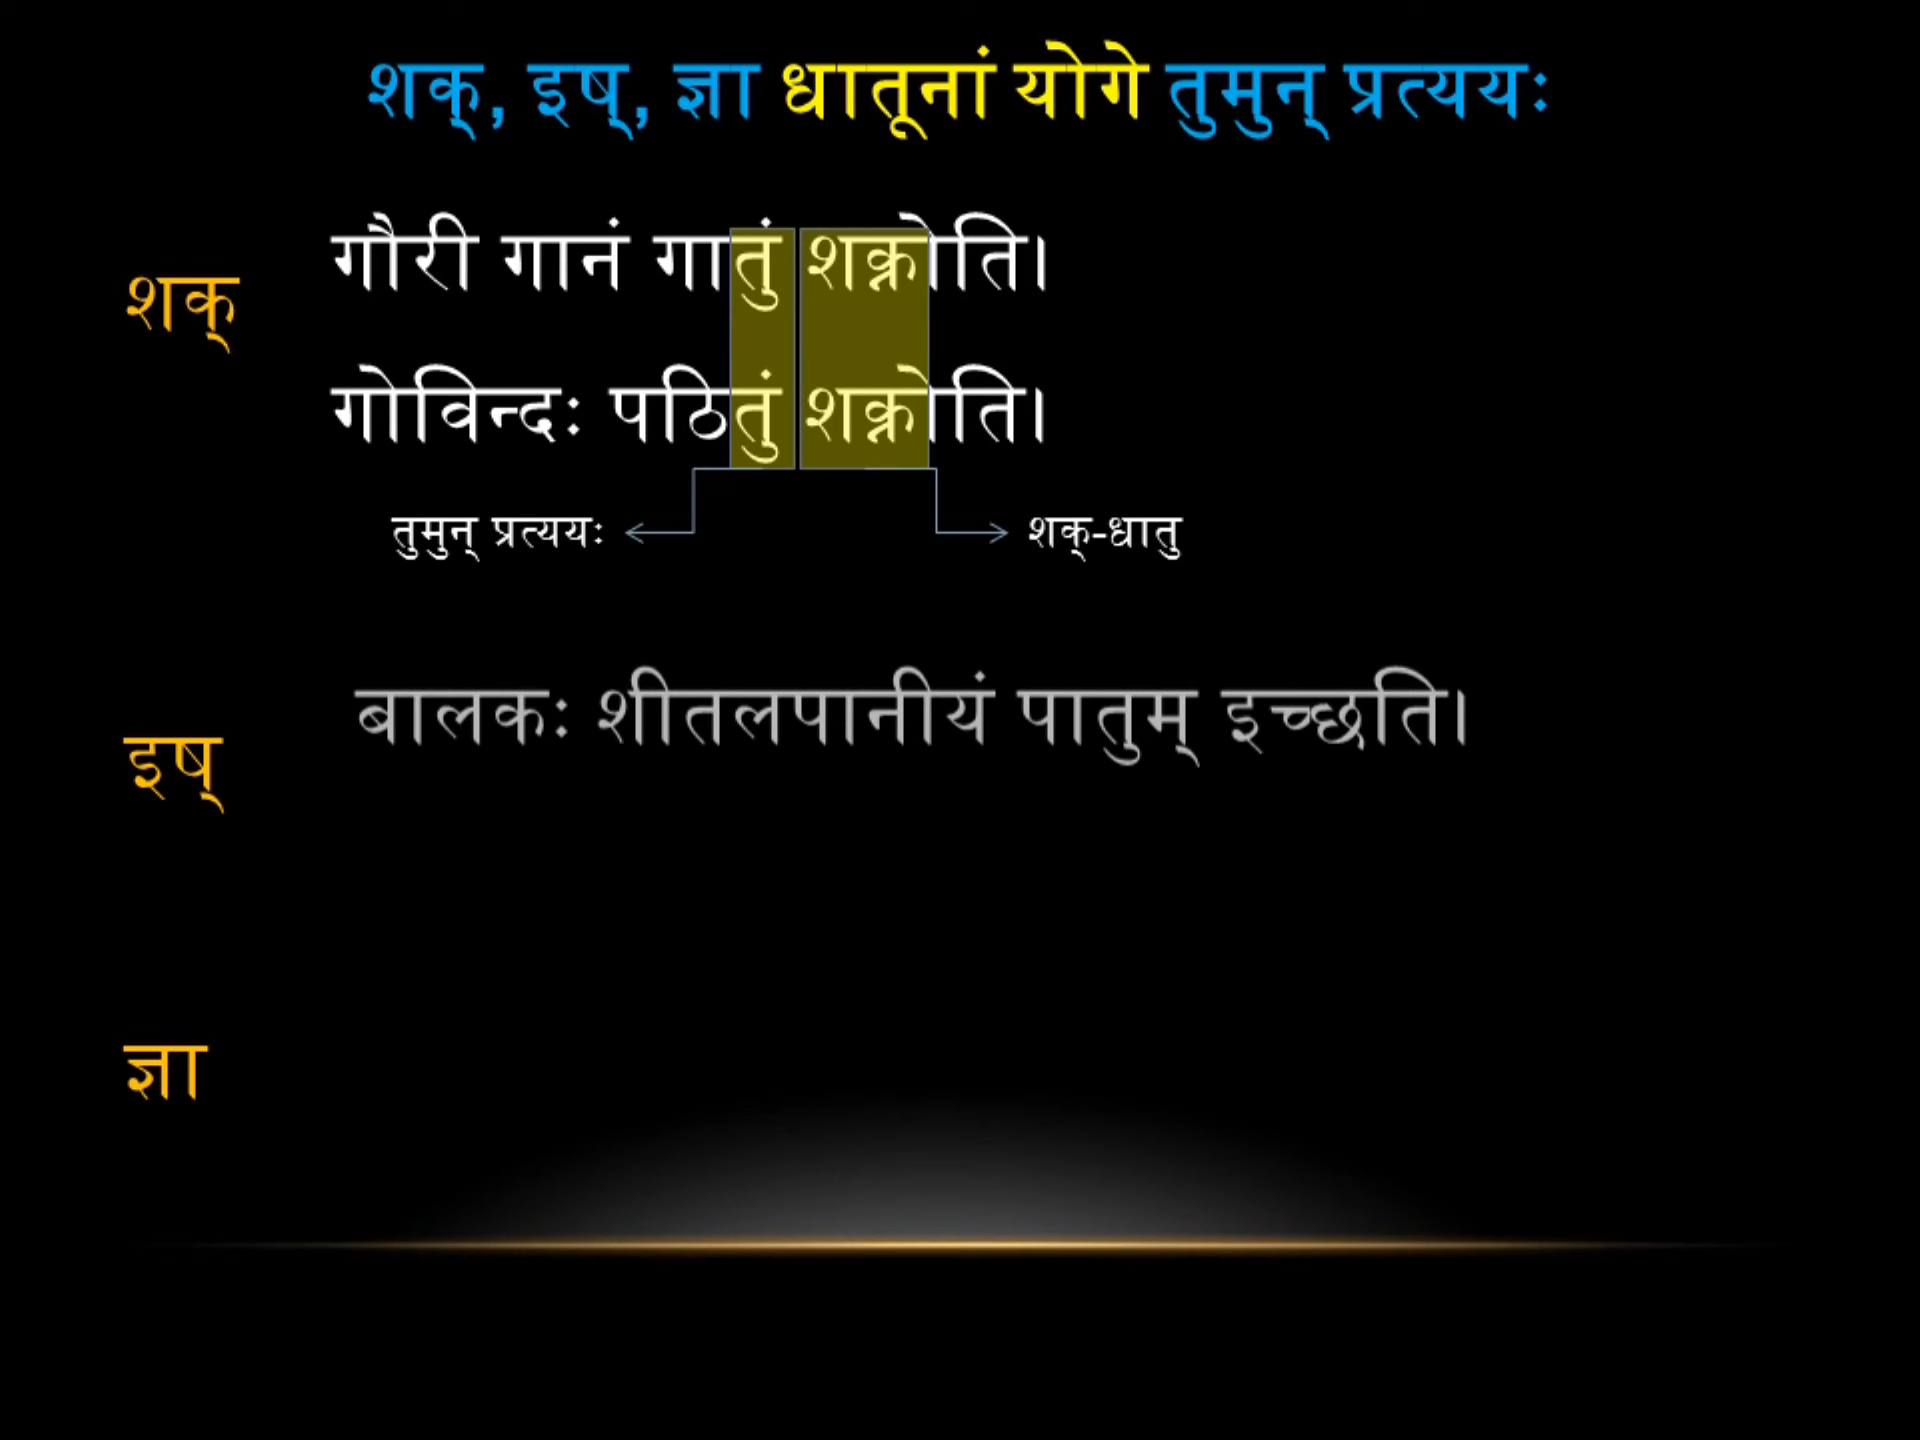 शक्, इष्, ज्ञा धातूनां योगे तुमुन् प्रत्ययः
शक्
गौरी गानं गातुं शक्नोति।
गोविन्दः पठितुं शक्नोति।
तुमुन् प्रत्ययः
शक्-धातु
इष्
बालकः शीतलपानीयं पातुम् इच्छति।
ज्ञा